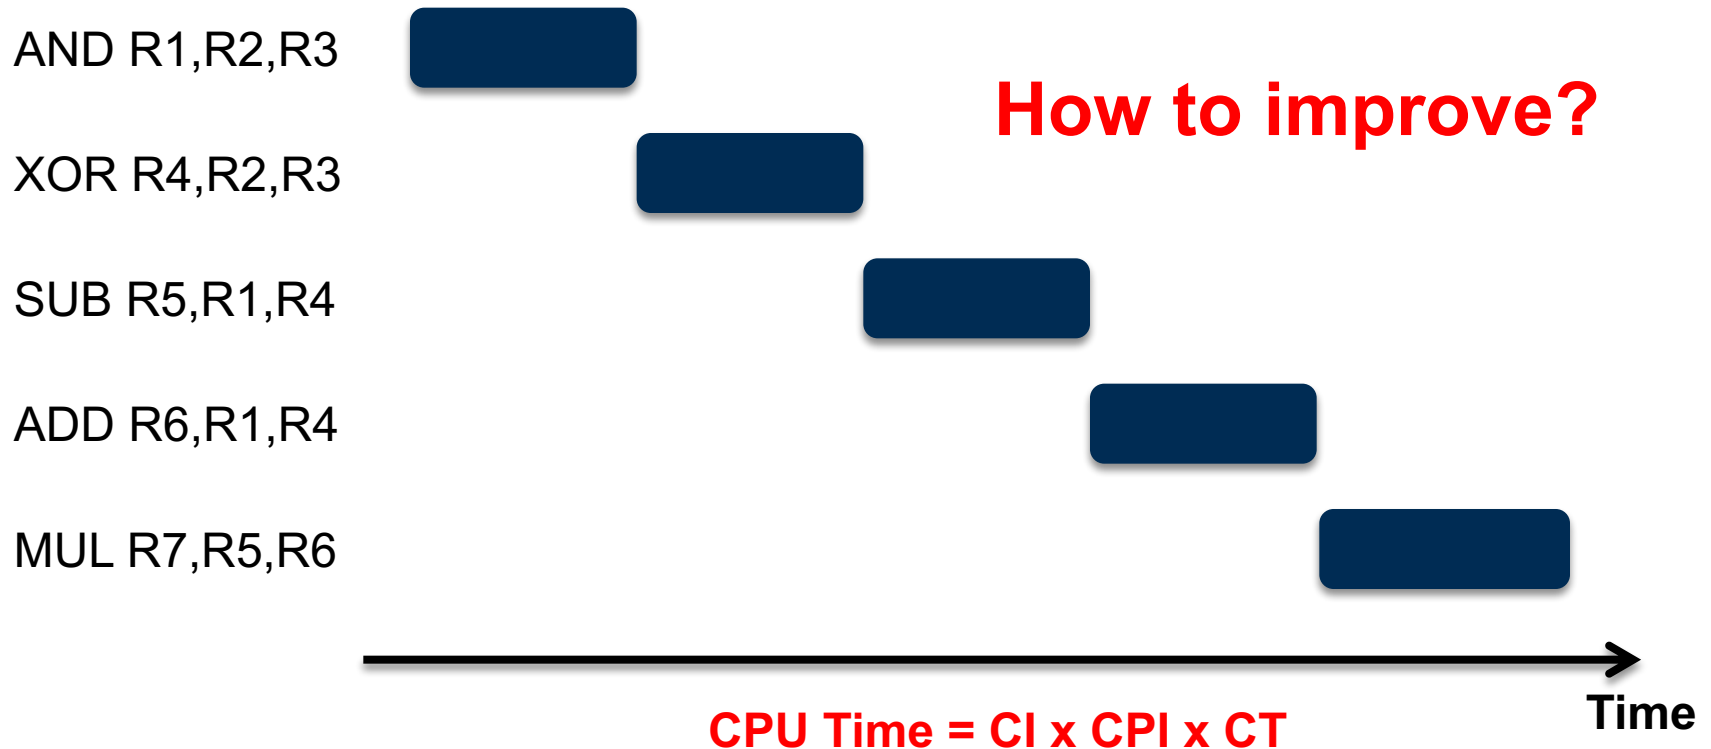 AND R1,R2,R3
How to improve?
XOR R4,R2,R3
SUB R5,R1,R4
ADD R6,R1,R4
MUL R7,R5,R6
Time
CPU Time = CI x CPI x CT